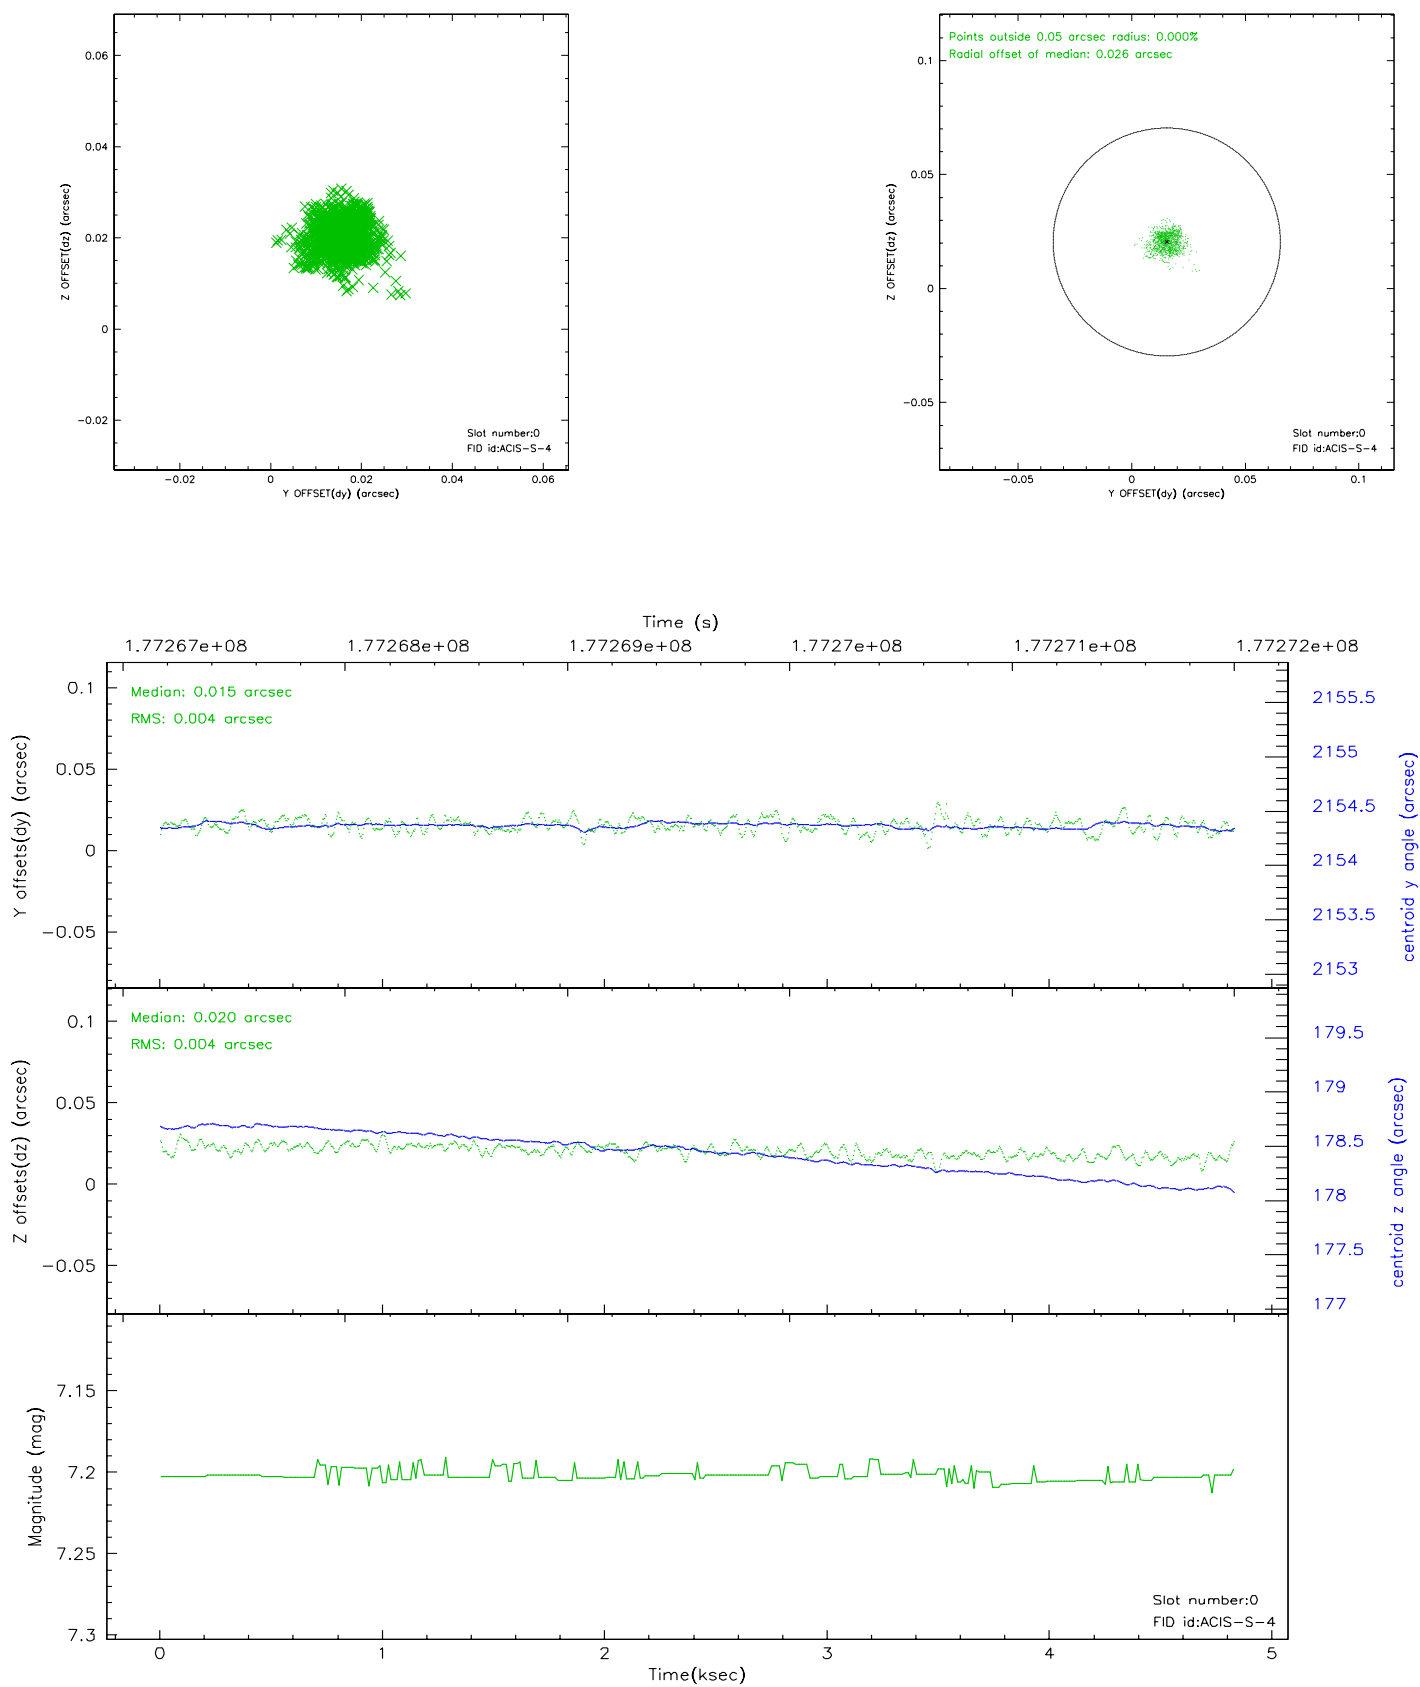 0.06
0.04
0.02
0
−0.02
Z OFFSET(dz) (arcsec)
Slot number:0
FID id:ACIS−S−4
−0.02 0 0.02 0.04 0.06
Y OFFSET(dy) (arcsec)
Points outside 0.05 arcsec radius: 0.000%
Radial offset of median: 0.026 arcsec
0.1
0.05
0
−0.05
Z OFFSET(dz) (arcsec)
Slot number:0
FID id:ACIS−S−4
−0.05 0 0.05 0.1
Y OFFSET(dy) (arcsec)
Time (s)
1.77267e+08 1.77268e+08 1.77269e+08 1.7727e+08 1.77271e+08 1.77272e+08
Median: 0.015 arcsec
RMS: 0.004 arcsec
0.1
0.05
0
−0.05
Y offsets(dy) (arcsec)
2155.5
2155
2154.5
2154
2153.5
2153
centroid y angle (arcsec)
Median: 0.020 arcsec
RMS: 0.004 arcsec
0.1
0.05
0
−0.05
Z offsets(dz) (arcsec)
179.5
179
178.5
178
177.5
177
centroid z angle (arcsec)
7.15
7.2
7.25
7.3
Magnitude (mag)
Slot number:0
FID id:ACIS−S−4
0 1 2 3 4 5
Time(ksec)